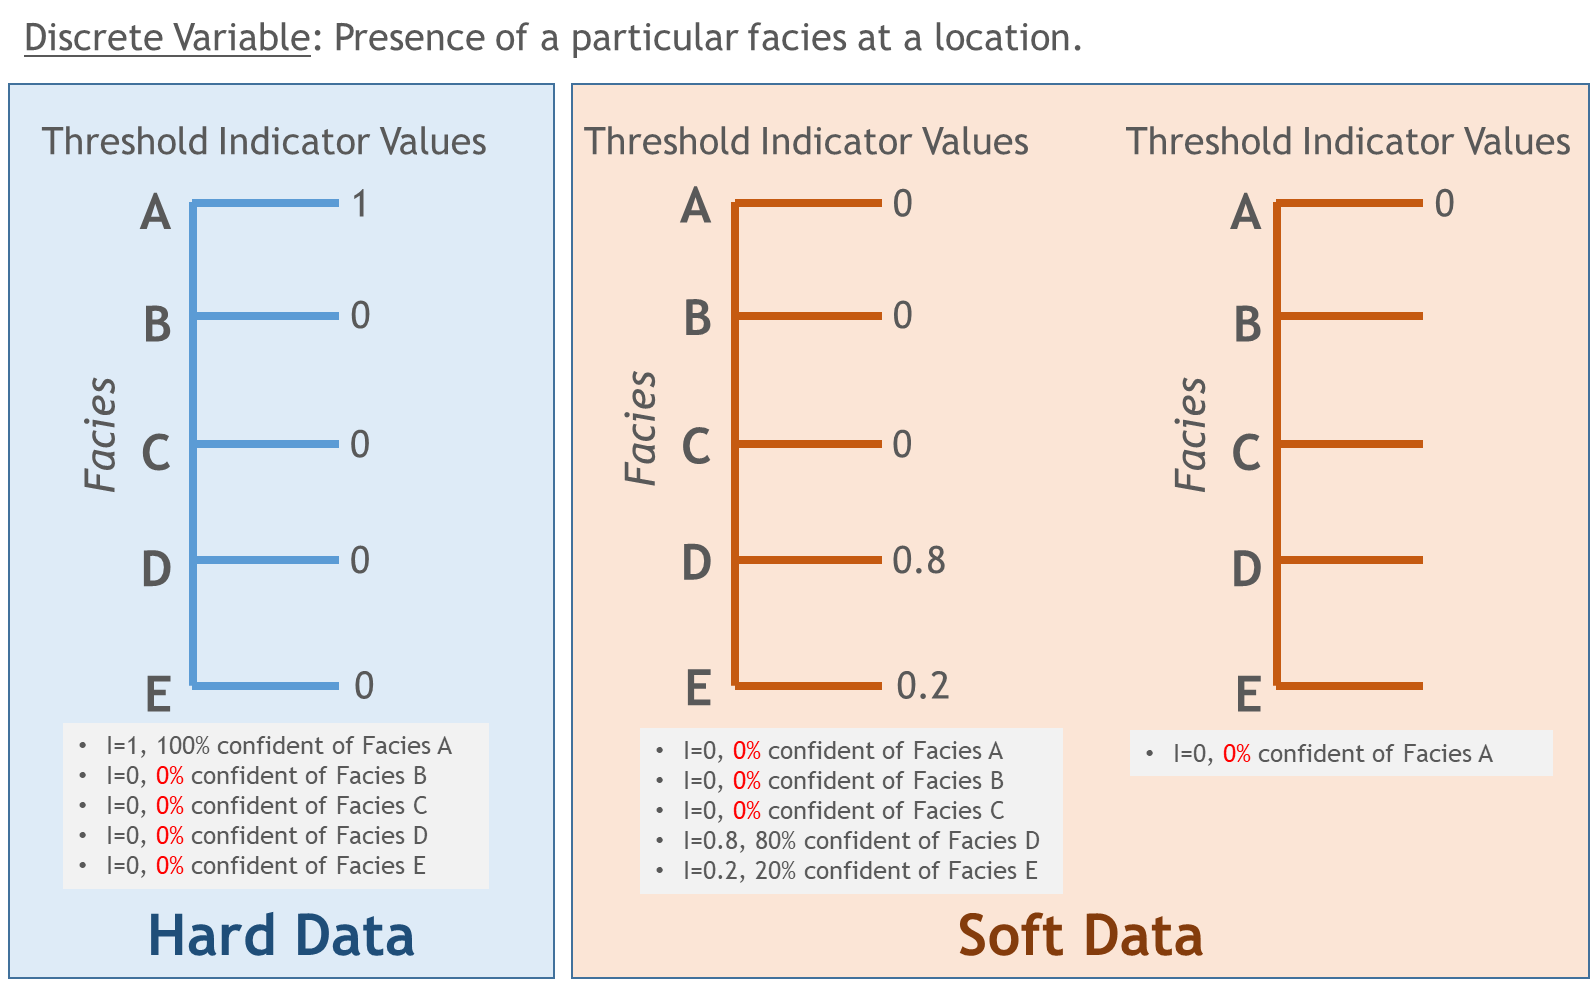 Discrete Variable: Presence of a particular facies at a location.
Threshold Indicator Values
A 1
B 0
Facies
C 0
D 0
E 0
• I=1, 100% confident of Facies A
• I=0, 0% confident of Facies B
• I=0, 0% confident of Facies C
• I=0, 0% confident of Facies D
• I=0, 0% confident of Facies E
Hard Data
Threshold Indicator Values
A 0
B 0
Facies
C 0
D 0.8
E 0.2
• I=0, 0% confident of Facies A
• I=0, 0% confident of Facies B
• I=0, 0% confident of Facies C
• I=0.8, 80% confident of Facies D
• I=0.2, 20% confident of Facies E
Threshold Indicator Values
A 0
B
Facies
C
D
E
• I=0, 0% confident of Facies A
Soft Data